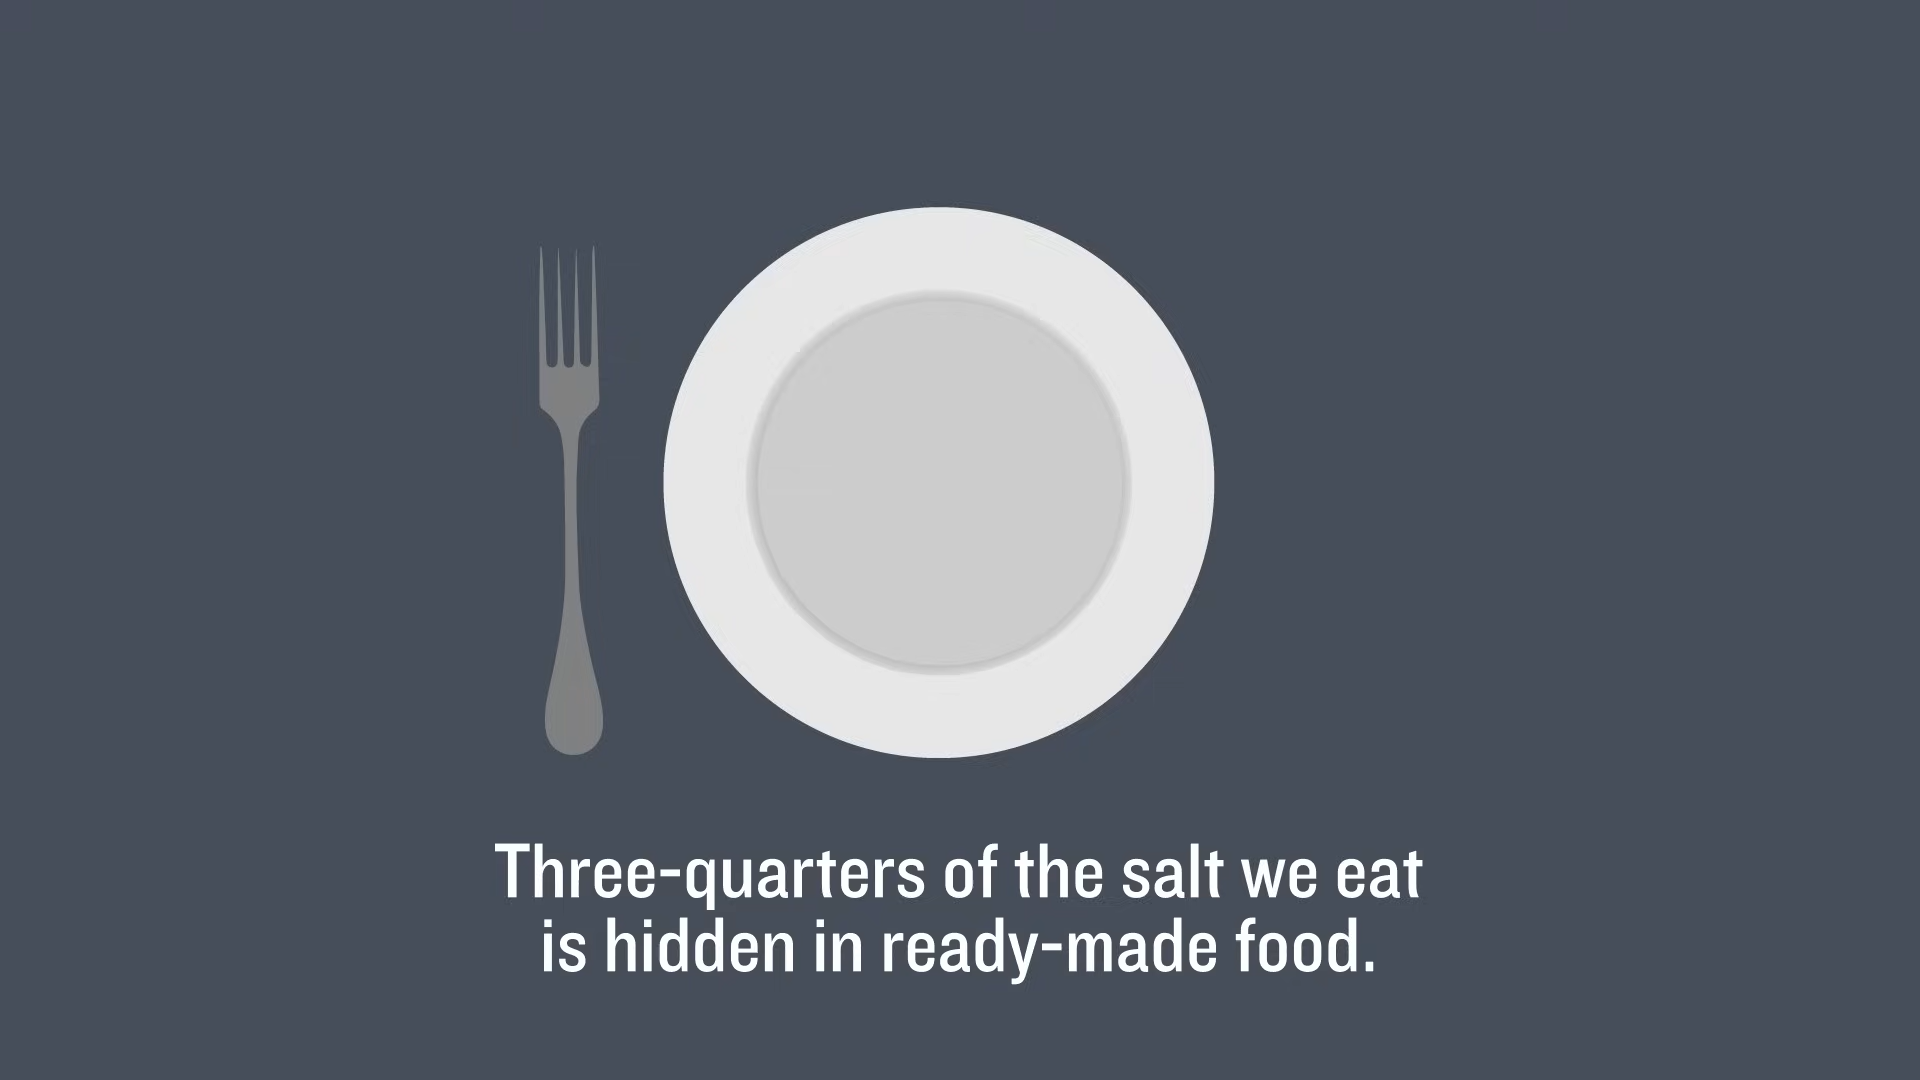 Three-quarters of the salt we eat
is hidden in ready-made food.